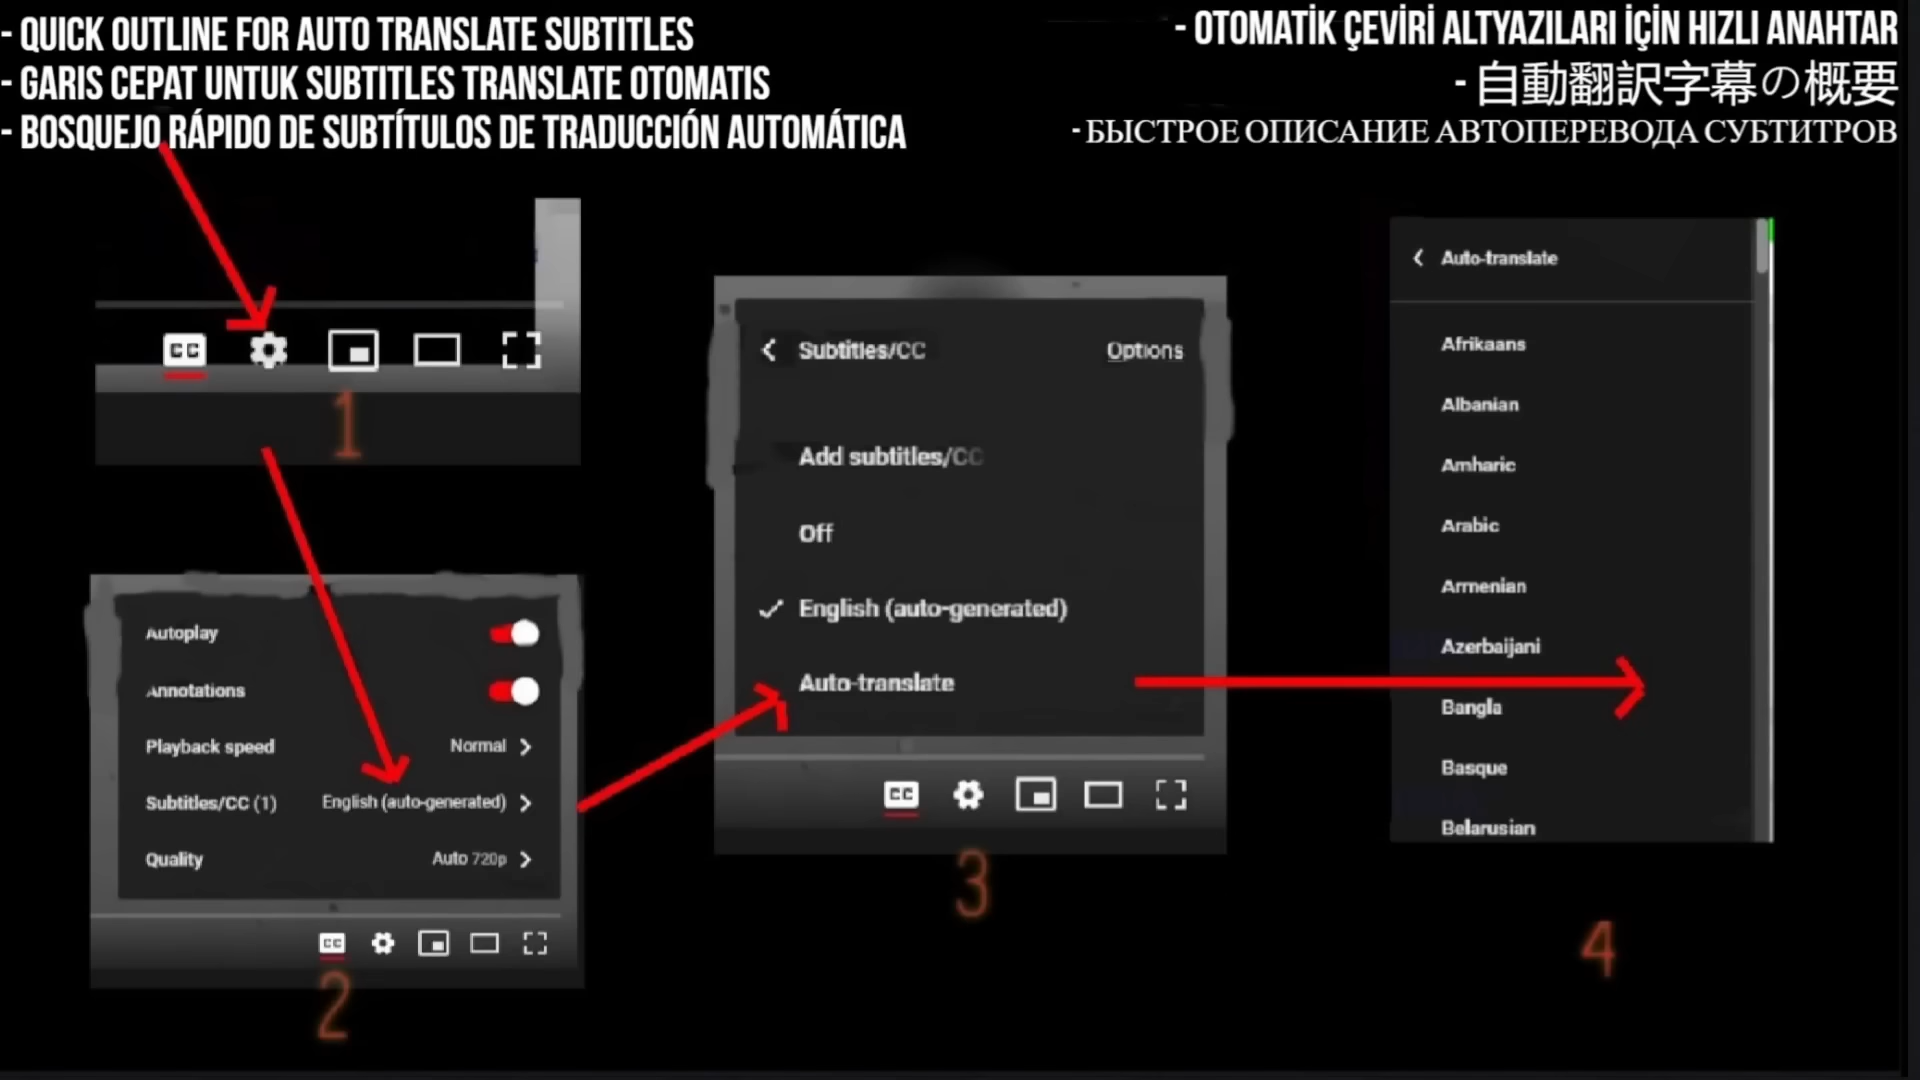 - QUICK OUTLINE FOR AUTO TRANSLATE SUBTITLES
- GARIS CEPAT UNTUK SUBTITLES TRANSLATE OTOMATIS
- BOSQUEJO RÁPIDO DE SUBTÍTULOS DE TRADUCCIÓN AUTOMÁTICA
- OTOMATİK ÇEVİRİ ALTYAZILARI İÇİN HIZLI ANAHTAR
- 自動翻訳字幕の概要
- БЫСТРОЕ ОПИСАНИЕ АВТОПЕРЕВОДА СУБТИТРОВ
CC
1
Autoplay
Annotations
Playback speed Normal
Subtitles/CC (1) English (auto-generated)
Quality Auto 720p
CC
2
Subtitles/CC Options
Add subtitles/CC
Off
English (auto-generated)
Auto-translate
CC
3
Auto-translate
Afrikaans
Albanian
Amharic
Arabic
Armenian
Azerbaijani
Bangla
Basque
Belarusian
4